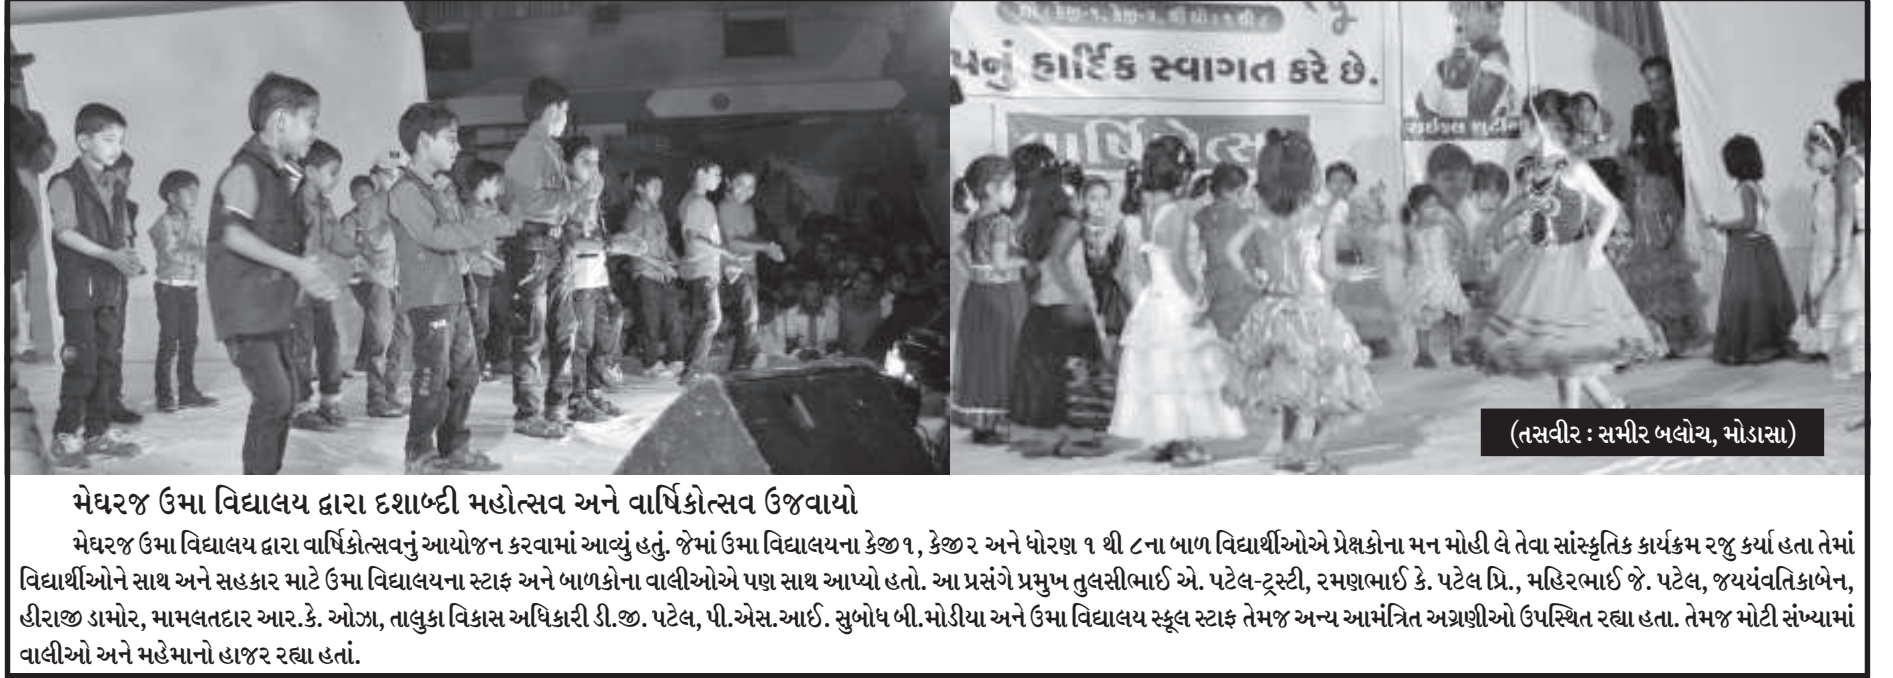 પનું હાર્દિક સ્વાગત કરે છે.
વાર્ષિકોત્સ
(તસવીર : સમીર બલોચ, મોડાસા)
મેઘરજ ઉમા વિદ્યાલય દ્વારા દશાબ્દી મહોત્સવ અને વાર્ષિકોત્સવ ઉજવાયો
મેઘરજ ઉમા વિદ્યાલય દ્વારા વાર્ષિકોત્સવનું આયોજન કરવામાં આવ્યું હતું. જેમાં ઉમા વિદ્યાલયના કેજી૧, કેજી૨ અને ધોરણ ૧ થી ૮ના બાળ વિદ્યાર્થીઓએ પ્રેક્ષકોના મન મોહી લે તેવા સાંસ્કૃતિક કાર્યક્રમ રજુ કર્યા હતા તેમાં
વિદ્યાર્થીઓને સાથ અને સહકાર માટે ઉમા વિદ્યાલયના સ્ટાફ અને બાળકોના વાલીઓએ પણ સાથ આપ્યો હતો. આ પ્રસંગે પ્રમુખ તુલસીભાઈ એ. પટેલ-ટ્રસ્ટી, રમણભાઈ કે. પટેલ પ્રિ., મહિરભાઈ જે. પટેલ, જયયંવતિકાબેન,
હીરાજી ડામોર, મામલતદાર આર.કે. ઓઝા, તાલુકા વિકાસ અધિકારી ડી.જી. પટેલ, પી.એસ.આઈ. સુબોધ બી.મોડીયા અને ઉમા વિદ્યાલય સ્કૂલ સ્ટાફ તેમજ અન્ય આમંત્રિત અગ્રણીઓ ઉપસ્થિત રહ્યા હતા. તેમજ મોટી સંખ્યામાં
વાલીઓ અને મહેમાનો હાજર રહ્યા હતાં.